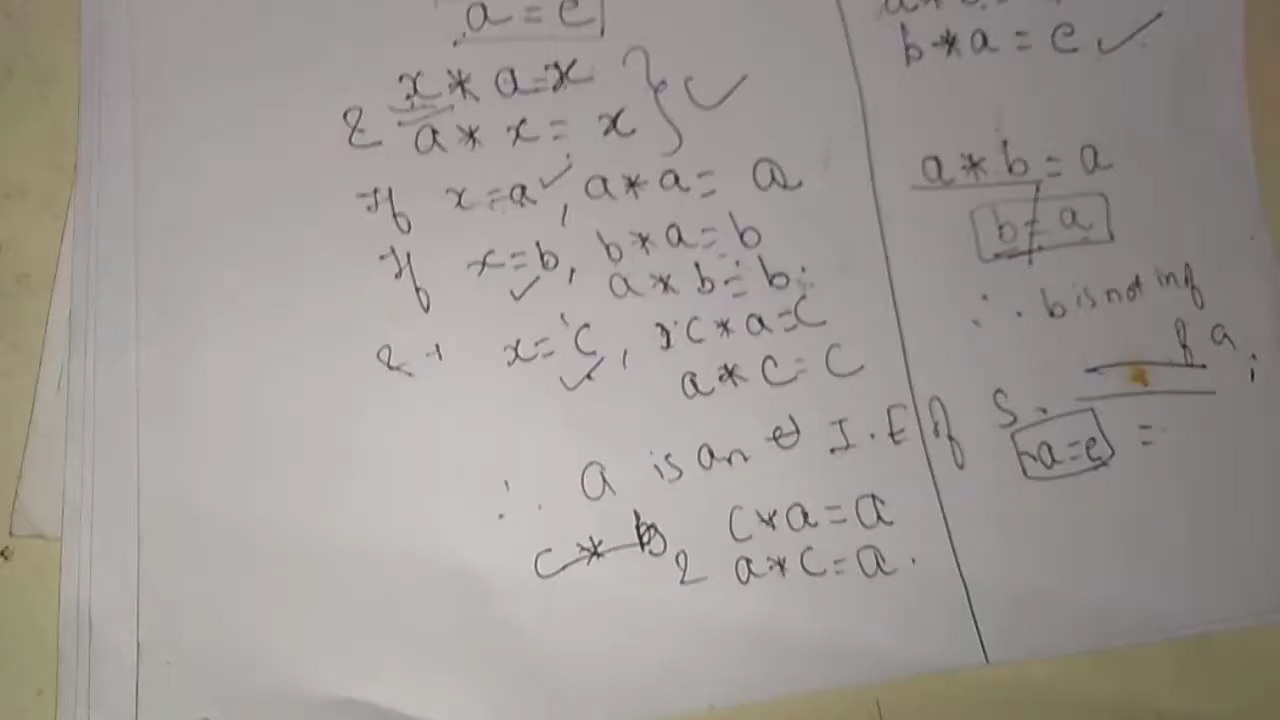 a = e
x * a = x
& a * x = x
If x = a, a * a = a
If x = b, b * a = b
a * b = b
& x = c, c * a = c
a * c = c
∴ a is an I.E of S.
c * a = a
& a * c = a.
b * a = e
a * b = a
b = a
∴ b is not inf
of a
a = e =